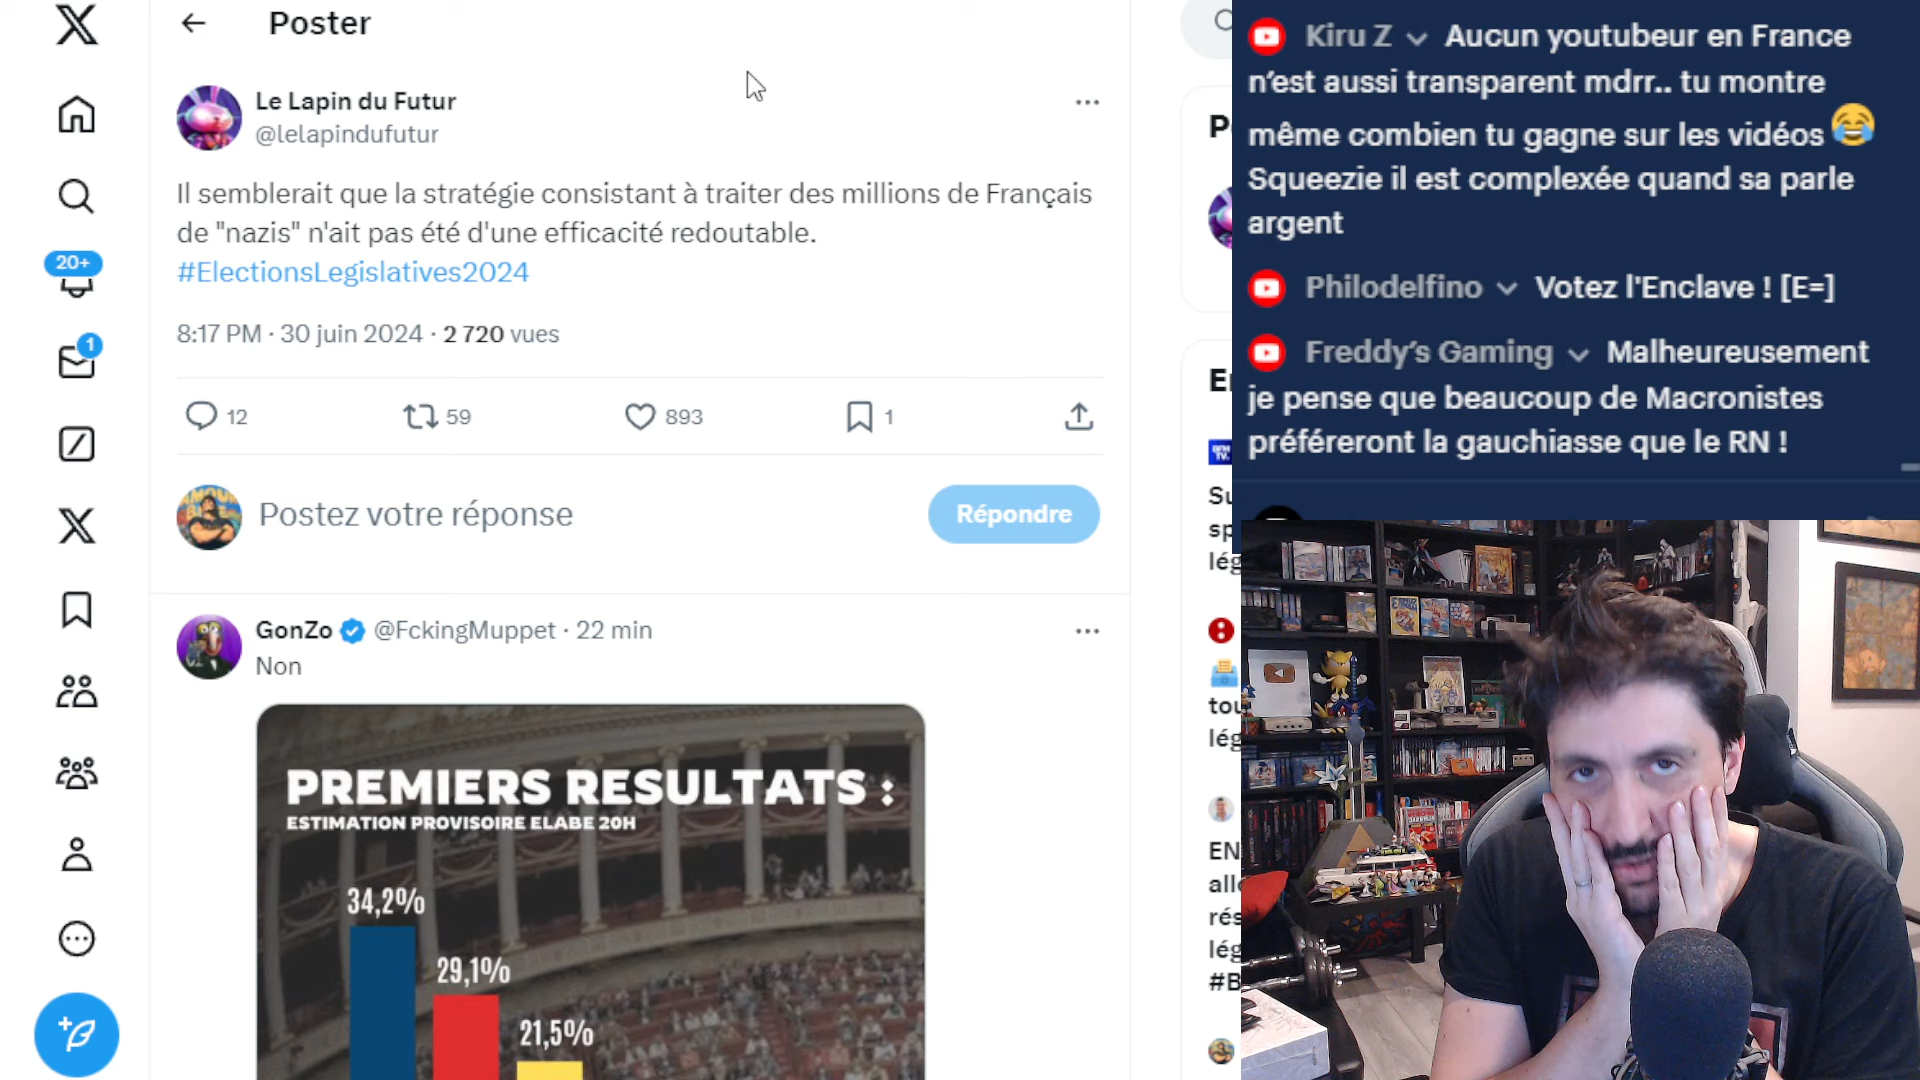 Poster
Le Lapin du Futur
@lelapindufutur
Il semblerait que la stratégie consistant à traiter des millions de Français
de "nazis" n'ait pas été d'une efficacité redoutable.
#ElectionsLegislatives2024
8:17 PM · 30 juin 2024 · 2 720 vues
12
59
893
1
Postez votre réponse
Répondre
GonZo @FckingMuppet · 22 min
Non
PREMIERS RESULTATS :
ESTIMATION PROVISOIRE ELABE 20H
34,2%
29,1%
21,5%
20+
1
Kiru Z Aucun youtubeur en France
n’est aussi transparent mdrr.. tu montre
même combien tu gagne sur les vidéos 😂
Squeezie il est complexée quand sa parle
argent
Philodelfino Votez l'Enclave ! [E=]
Freddy’s Gaming Malheureusement
je pense que beaucoup de Macronistes
préféreront la gauchiasse que le RN !
BFM
TV.